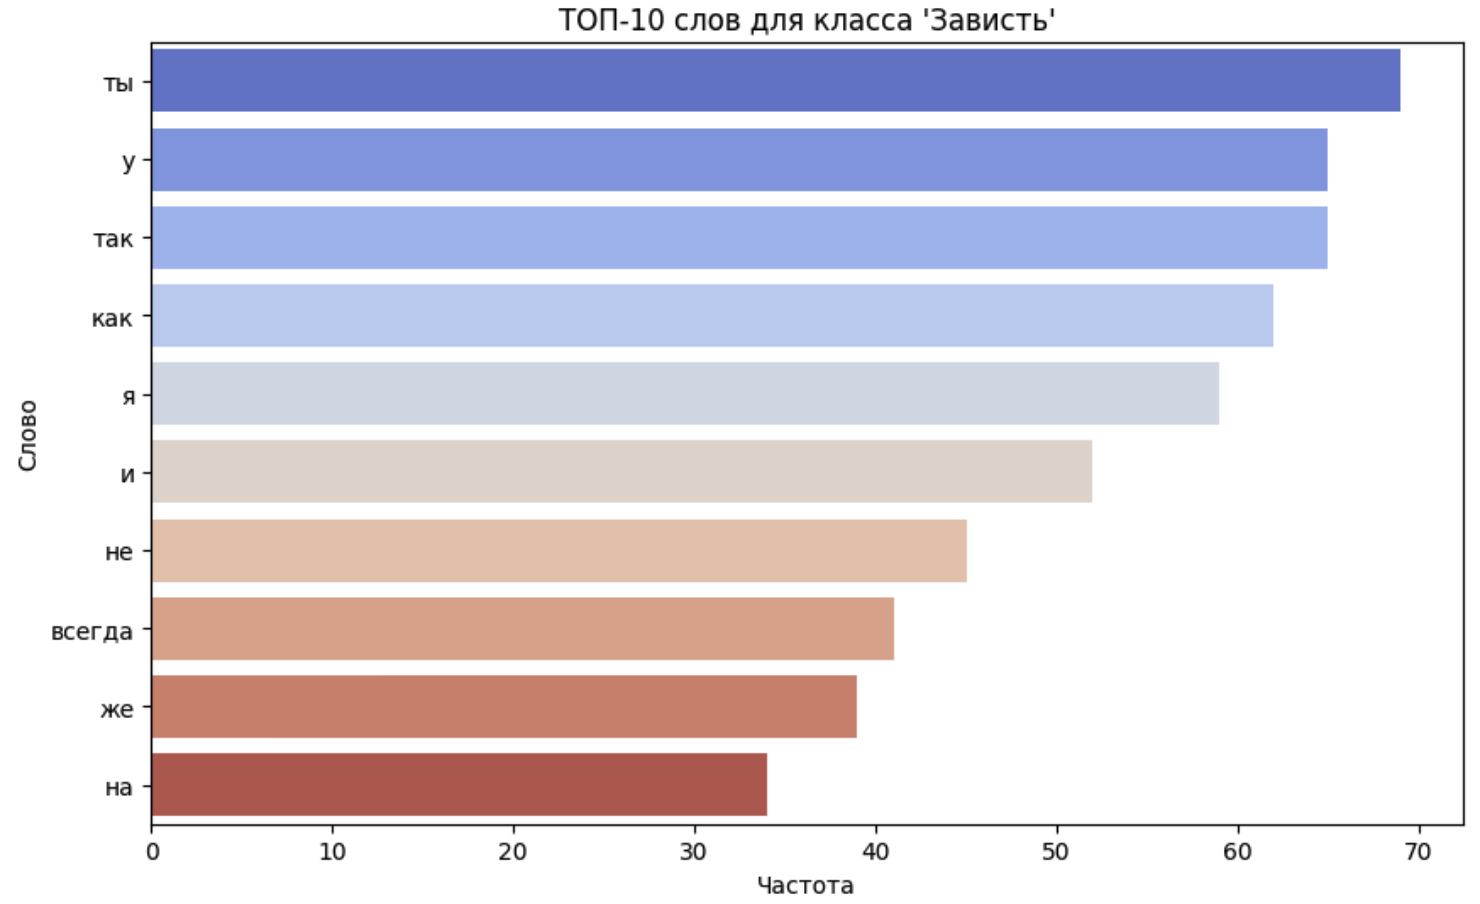 ТОП-10 слов для класса 'Зависть'
ты
у
так
как
я
и
не
всегда
же
на
Слово
0 10 20 30 40 50 60 70
Частота